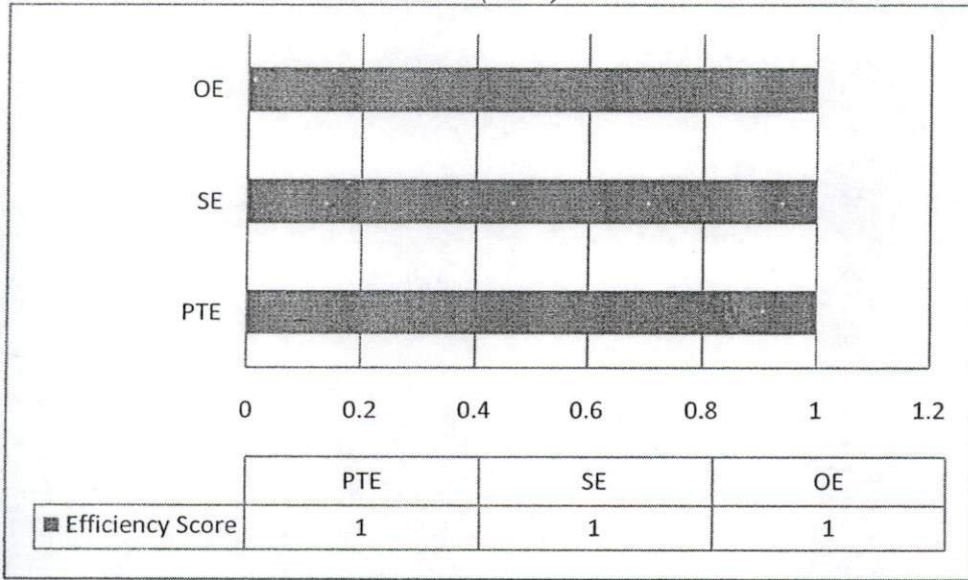 OE
SE
PTE
0 0.2 0.4 0.6 0.8 1 1.2
PTE SE OE
Efficiency Score 1 1 1